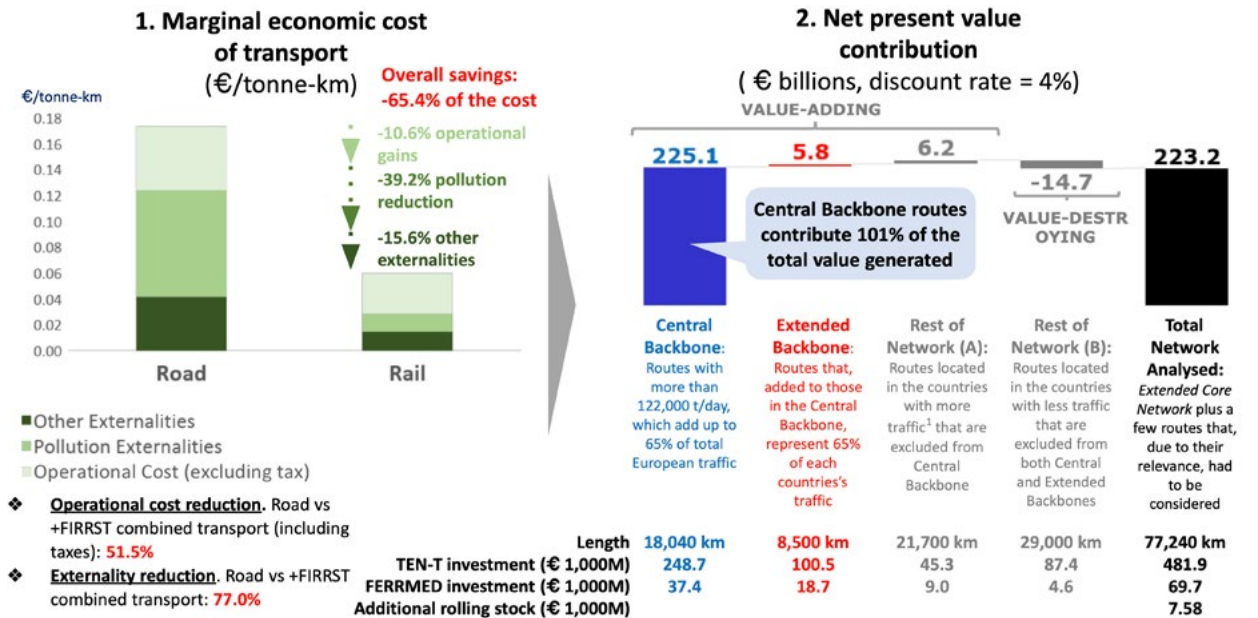 1. Marginal economic cost
of transport
(€/tonne-km)
€/tonne-km
0.18
0.16
0.14
0.12
0.10
0.08
0.06
0.04
0.02
0.00
Overall savings:
-65.4% of the cost
-10.6% operational
gains
-39.2% pollution
reduction
-15.6% other
externalities
Road
Rail
Other Externalities
Pollution Externalities
Operational Cost (excluding tax)
❖ Operational cost reduction. Road vs
+FIRRST combined transport (including
taxes): 51.5%
❖ Externality reduction. Road vs +FIRRST
combined transport: 77.0%
2. Net present value
contribution
( € billions, discount rate = 4%)
VALUE-ADDING
225.1
5.8
6.2
-14.7
223.2
VALUE-DESTR
OYING
Central Backbone routes
contribute 101% of the
total value generated
Central
Backbone:
Routes with
more than
122,000 t/day,
which add up to
65% of total
European traffic
Extended
Backbone:
Routes that,
added to those
in the Central
Backbone,
represent 65%
of each
countries's
traffic
Rest of
Network (A):
Routes located
in the countries
with more
traffic¹ that are
excluded from
Central
Backbone
Rest of
Network (B):
Routes located
in the countries
with less traffic
that are
excluded from
both Central
and Extended
Backbones
Total
Network
Analysed:
Extended Core
Network plus a
few routes that,
due to their
relevance, had
to be
considered
Length 18,040 km 8,500 km 21,700 km 29,000 km 77,240 km
TEN-T investment (€ 1,000M) 248.7 100.5 45.3 87.4 481.9
FERRMED investment (€ 1,000M) 37.4 18.7 9.0 4.6 69.7
Additional rolling stock (€ 1,000M) 7.58